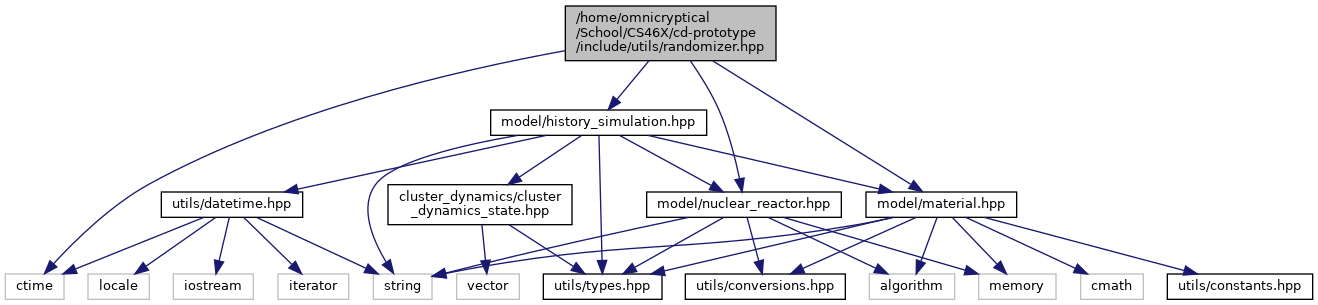 /home/omnicryptical
/School/CS46X/cd-prototype
/include/utils/randomizer.hpp
model/history_simulation.hpp
utils/datetime.hpp
cluster_dynamics/cluster
_dynamics_state.hpp
model/nuclear_reactor.hpp
model/material.hpp
ctime
locale
iostream
iterator
string
vector
utils/types.hpp
utils/conversions.hpp
algorithm
memory
cmath
utils/constants.hpp